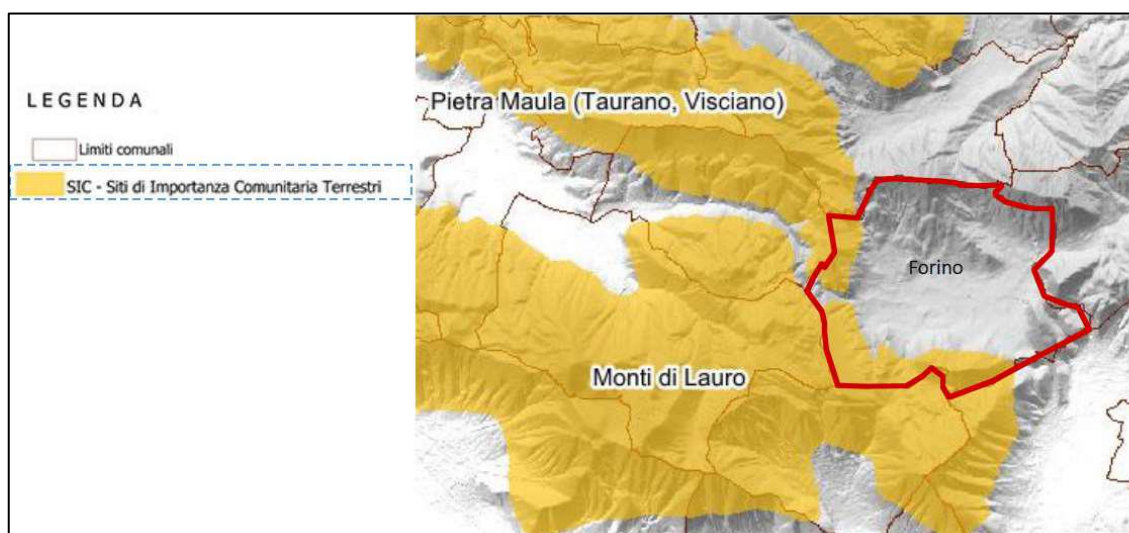 LEGENDA
Limiti comunali
SIC - Siti di Importanza Comunitaria Terrestri
Pietra Maula (Taurano, Visciano)
Forino
Monti di Lauro